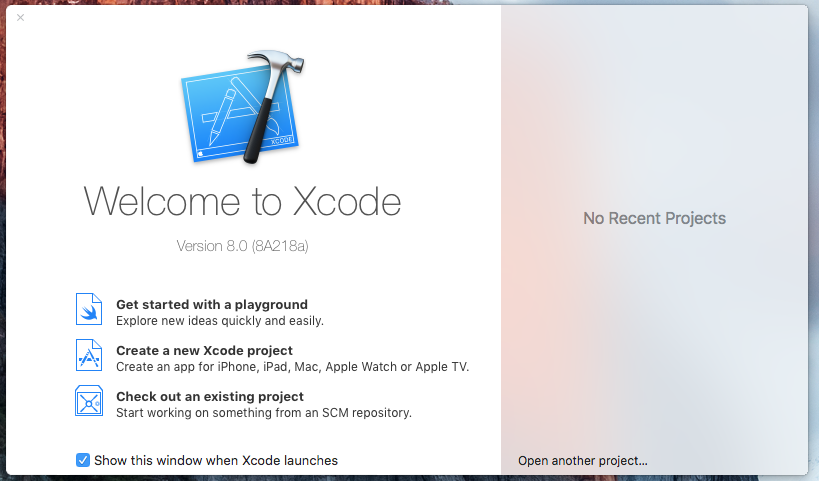 XCODE
Welcome to Xcode
Version 8.0 (8A218a)
Get started with a playground
Explore new ideas quickly and easily.
Create a new Xcode project
Create an app for iPhone, iPad, Mac, Apple Watch or Apple TV.
Check out an existing project
Start working on something from an SCM repository.
Show this window when Xcode launches
No Recent Projects
Open another project...